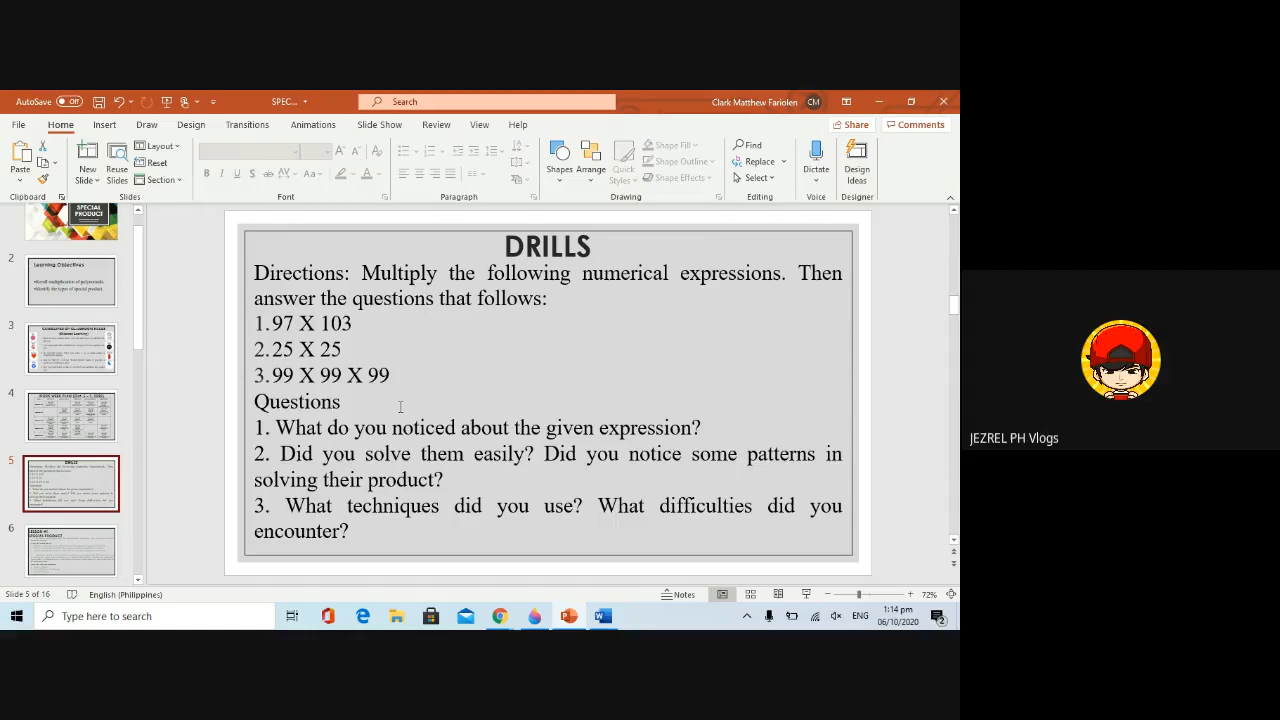 AutoSave Off SPEC... Search Clark Matthew Fariolen CM
File Home Insert Draw Design Transitions Animations Slide Show Review View Help Share Comments
Paste New Slide Reuse Slides Layout Reset Section Shapes Arrange Quick Styles Shape Fill Shape Outline Shape Effects Find Replace Select Dictate Design Ideas
Clipboard Slides Font Paragraph Drawing Editing Voice Designer
SPECIAL
PRODUCT
2
Learning Objectives
3
4
5
6
DRILLS
Directions: Multiply the following numerical expressions. Then
answer the questions that follows:
1. 97 X 103
2. 25 X 25
3. 99 X 99 X 99
Questions
1. What do you noticed about the given expression?
2. Did you solve them easily? Did you notice some patterns in
solving their product?
3. What techniques did you use? What difficulties did you
encounter?
JEZREL PH Vlogs
Slide 5 of 16 English (Philippines) Notes 72%
Type here to search ENG 1:14 pm
06/10/2020 2